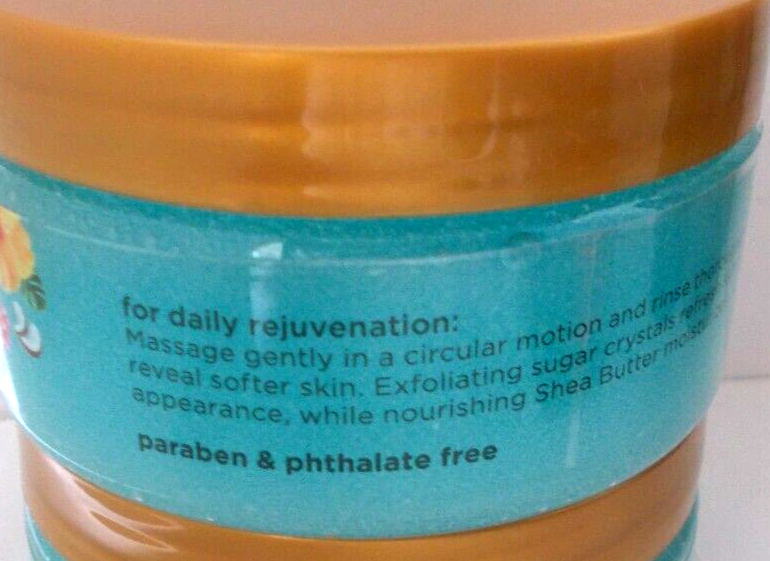 for daily rejuvenation:
Massage gently in a circular motion and rinse
reveal softer skin. Exfoliating sugar crystals
appearance, while nourishing Shea Butter
paraben & phthalate free